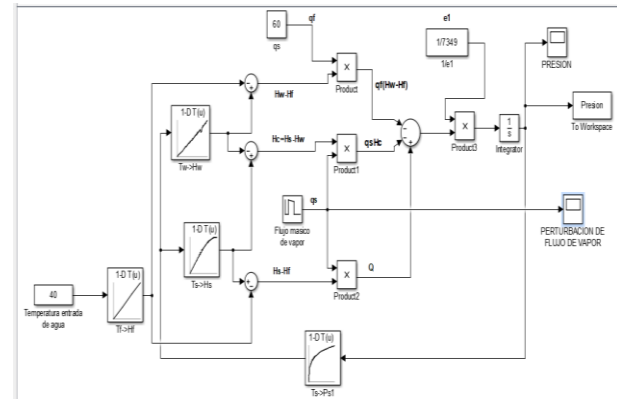 qf
60
qs
X
Product
Hw-Hf
qf(Hw-Hf)
e1
1/7349
1/e1
PRESION
Presion
To Workspace
X
Product3
1
s
Integrator
1-D T(u)
Tw->Hw
Hc=Hs-Hw
X
Product1
qsHc
qs
Flujo masico
de vapor
PERTURBACION DE
FLUJO DE VAPOR
1-D T(u)
Ts->Hs
Hs-Hf
X
Product2
Q
40
Temperatura entrada
de agua
1-D T(u)
Tf->Hf
1-D T(u)
Ts->Ps1